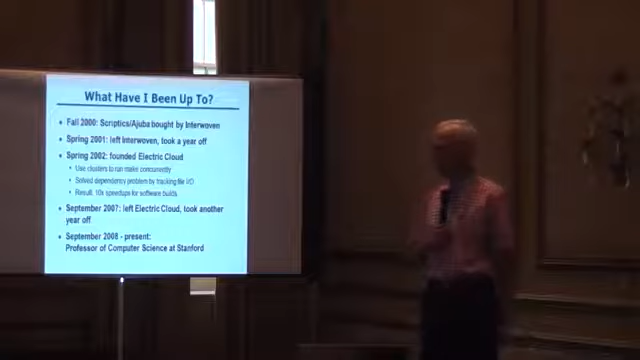 What Have I Been Up To?
• Fall 2000: Scriptics/Ajuba bought by Interwoven
• Spring 2001: left Interwoven, took a year off
• Spring 2002: founded Electric Cloud
• Use clusters to run make concurrently
• Solved dependency problem by tracking file I/O
• Result: 10x speedups for software builds
• September 2007: left Electric Cloud, took another
year off
• September 2008 - present:
Professor of Computer Science at Stanford